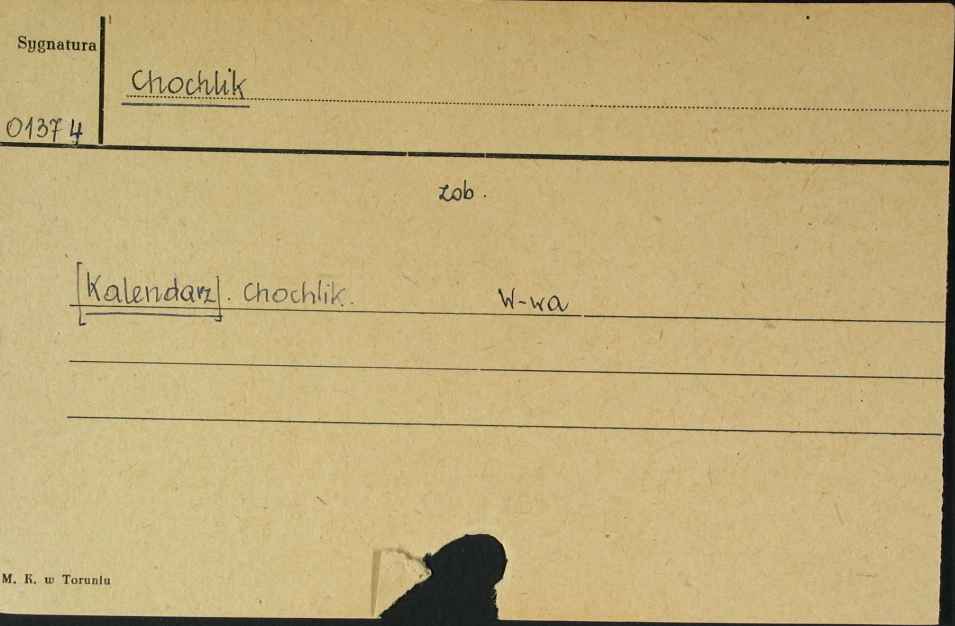 Sygnatura
Chochlik
01374
zob.
[Kalendarz]. Chochlik. W-wa
M. K. w Toruniu